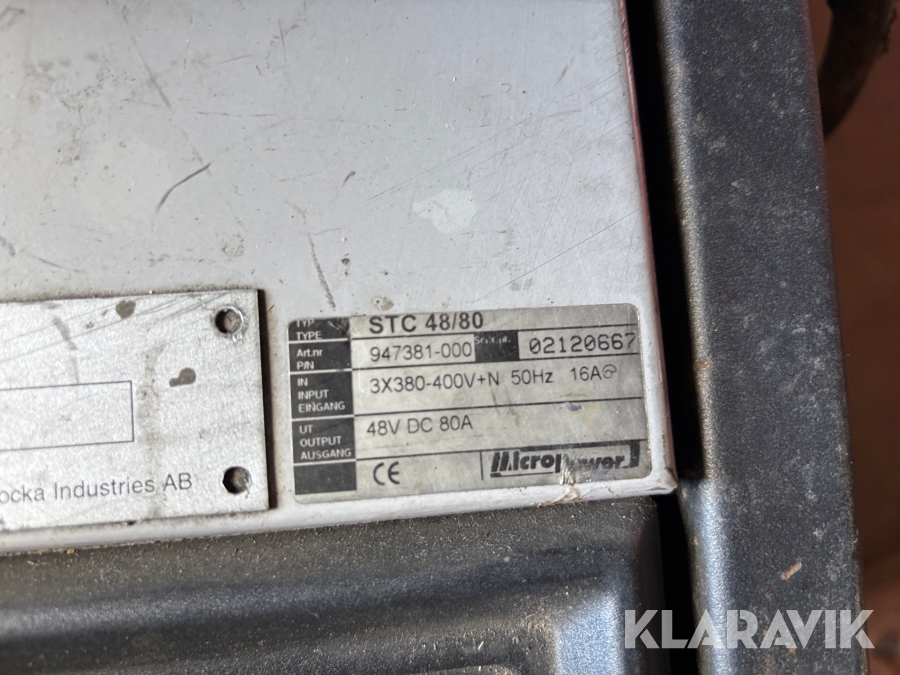 TYP
TYPE
STC 48/80
Art.nr
P/N
947381-000
02120667
IN
INPUT
EINGANG
3X380-400V+N 50Hz 16A
UT
OUTPUT
AUSGANG
48V DC 80A
CE
Micropower
ocka Industries AB
KLARAVIK